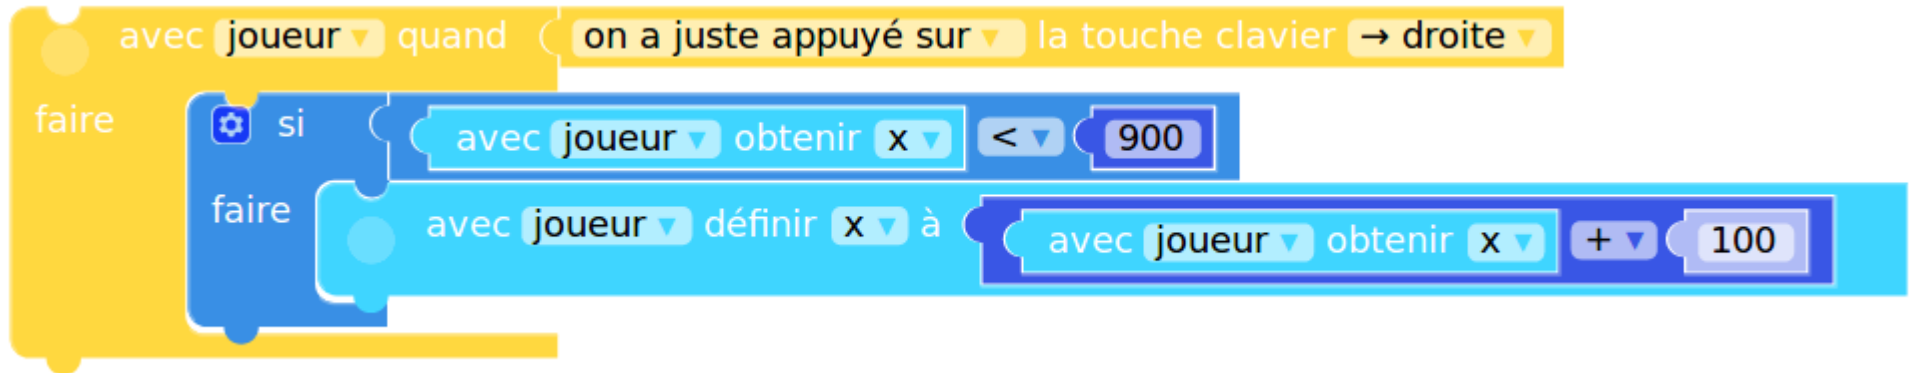 avec joueur ▾ quand on a juste appuyé sur ▾ la touche clavier → droite ▾
faire si avec joueur ▾ obtenir x ▾ < ▾ 900
faire avec joueur ▾ définir x ▾ à avec joueur ▾ obtenir x ▾ + ▾ 100